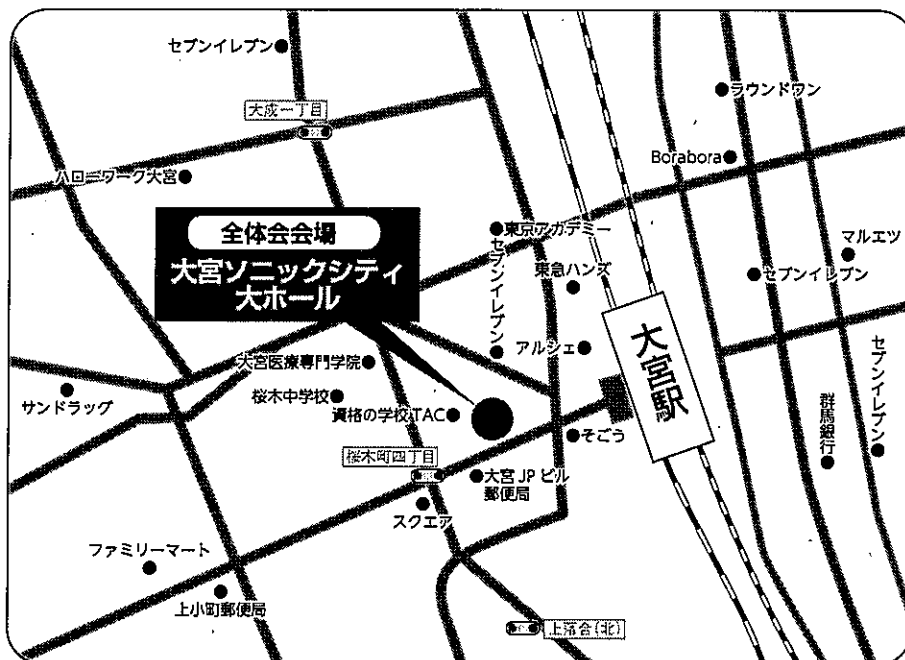 セブンイレブン
大成一丁目
ラウンドワン
Borabora
ハローワーク大宮
全体会会場
大宮ソニックシティ
大ホール
東京アカデミー
セブンイレブン
東急ハンズ
マルエツ
セブンイレブン
大宮駅
アルシェ
大宮医療専門学院
サンドラッグ
桜木中学校
資格の学校TAC
そごう
群馬銀行
セブンイレブン
桜木町四丁目
大宮JPビル
郵便局
スクエア
ファミリーマート
上小町郵便局
上落合(北)